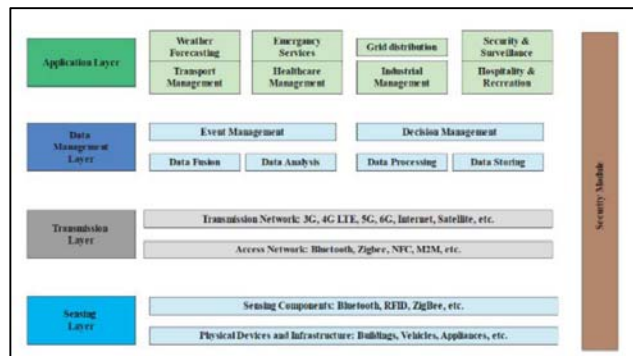 Application Layer
Weather
Forecasting
Transport
Management
Emergancy
Services
Healthcare
Management
Grid distribution
Industrial
Management
Security &
Surveillance
Hospitality &
Recreation
Data
Management
Layer
Event Management
Decision Management
Data Fusion
Data Analysis
Data Processing
Data Storing
Transmission
Layer
Transmission Network: 3G, 4G LTE, 5G, 6G, Internet, Satellite, etc.
Access Network: Bluetooth, Zigbee, NFC, M2M, etc.
Sensing
Layer
Sensing Components: Bluetooth, RFID, ZigBee, etc.
Physical Devices and Infrastructure: Buildings, Vehicles, Appliances, etc.
Security Module